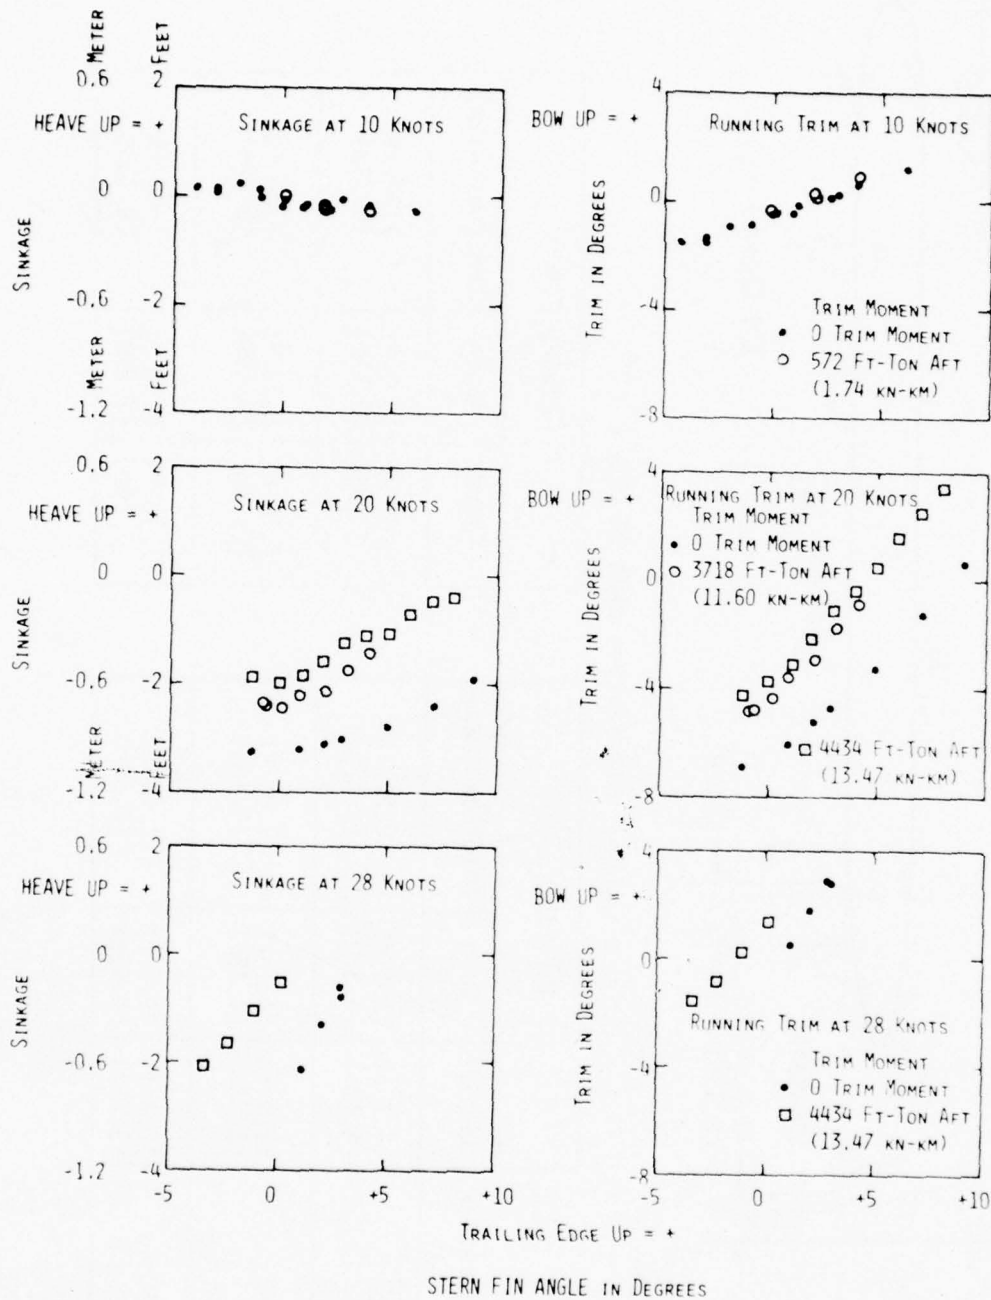 METER FEET
0.6 2
HEAVE UP = +
SINKAGE AT 10 KNOTS
0 0
SINKAGE
-0.6 -2
METER FEET
-1.2 -4
4
BOW UP = +
RUNNING TRIM AT 10 KNOTS
0
TRIM IN DEGREES
-4
TRIM MOMENT
0 TRIM MOMENT
572 FT-TON AFT
(1.74 KN-KM)
-8
0.6 2
HEAVE UP = +
SINKAGE AT 20 KNOTS
0 0
SINKAGE
-0.6 -2
METER FEET
-1.2 -4
4
BOW UP = +
RUNNING TRIM AT 20 KNOTS
TRIM MOMENT
0 TRIM MOMENT
3718 FT-TON AFT
(11.60 KN-KM)
0
TRIM IN DEGREES
-4
4434 FT-TON AFT
(13.47 KN-KM)
-8
0.6 2
HEAVE UP = +
SINKAGE AT 28 KNOTS
0 0
SINKAGE
-0.6 -2
-1.2 -4
-5 0 +5 +10
4
BOW UP = +
0
TRIM IN DEGREES
RUNNING TRIM AT 28 KNOTS
-4
TRIM MOMENT
0 TRIM MOMENT
4434 FT-TON AFT
(13.47 KN-KM)
-8
-5 0 +5 +10
TRAILING EDGE UP = +
STERN FIN ANGLE IN DEGREES